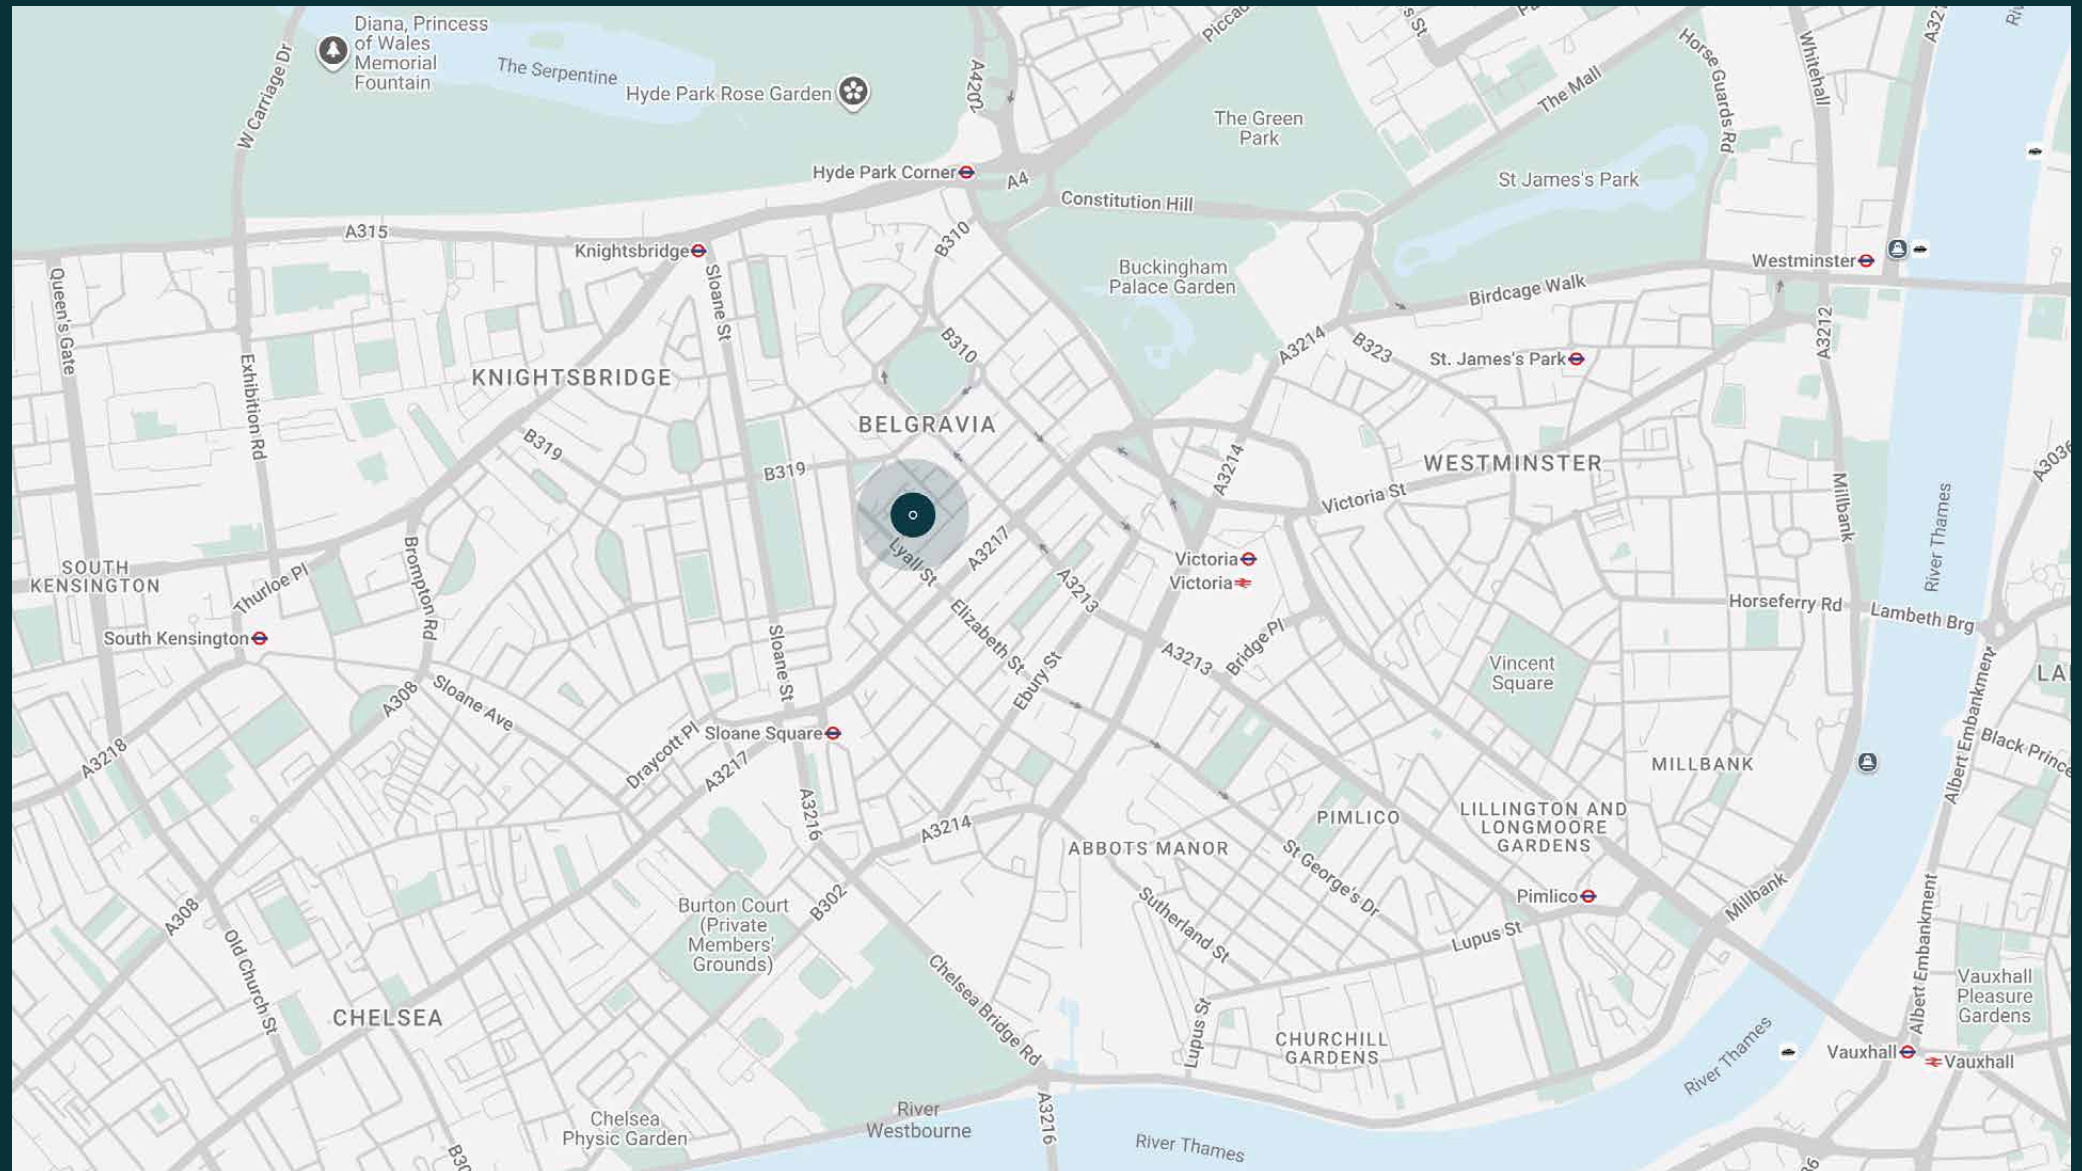 Diana, Princess
of Wales
Memorial
Fountain
The Serpentine
Hyde Park Rose Garden
W Carriage Dr
A4202
The Green
Park
The Mall
Horse Guards Rd
Whitehall
St James's Park
Hyde Park Corner
A4
Constitution Hill
A315
Knightsbridge
B310
Sloane St
Buckingham
Palace Garden
Westminster
Birdcage Walk
Queen's Gate
Exhibition Rd
B310
A3214
B323
St. James's Park
A3212
KNIGHTSBRIDGE
BELGRAVIA
B319
B319
A3214
WESTMINSTER
Victoria St
Millbank
River Thames
A3036
SOUTH
KENSINGTON
Thurloe Pl
Brompton Rd
Lyall St
A3217
A3213
Victoria
Victoria
Horseferry Rd
Lambeth Brg
South Kensington
Sloane St
Elizabeth St
Ebury St
A3213
Bridge Pl
Vincent
Square
A308
Sloane Ave
A3218
Draycott Pl
Sloane Square
A3217
A3216
A3214
Albert Embankment
MILLBANK
PIMLICO
LILLINGTON AND
LONGMOORE
GARDENS
ABBOTS MANOR
St George's Dr
Pimlico
Millbank
A308
Old Church St
Burton Court
(Private
Members'
Grounds)
B302
Sutherland St
Lupus St
Albert Embankment
Chelsea Bridge Rd
Vauxhall
Pleasure
Gardens
CHELSEA
Lupus St
CHURCHILL
GARDENS
River Thames
Vauxhall
Vauxhall
Chelsea
Physic Garden
River
Westbourne
A3216
River Thames